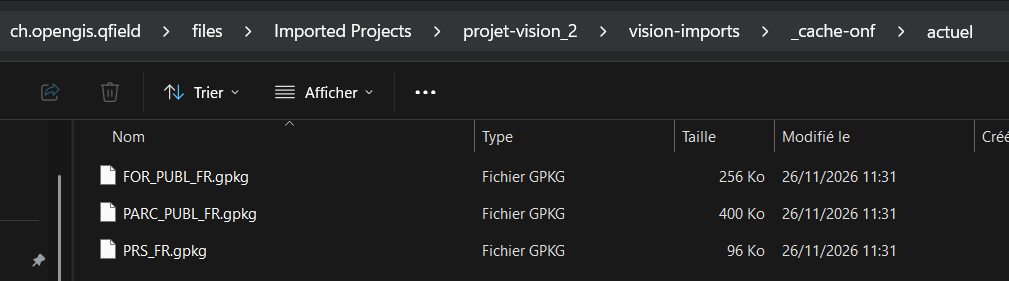 ch.opengis.qfield > files > Imported Projects > projet-vision_2 > vision-imports > _cache-onf > actuel
Trier Afficher
Nom Type Taille Modifié le Créé
FOR_PUBL_FR.gpkg Fichier GPKG 256 Ko 26/11/2026 11:31
PARC_PUBL_FR.gpkg Fichier GPKG 400 Ko 26/11/2026 11:31
PRS_FR.gpkg Fichier GPKG 96 Ko 26/11/2026 11:31